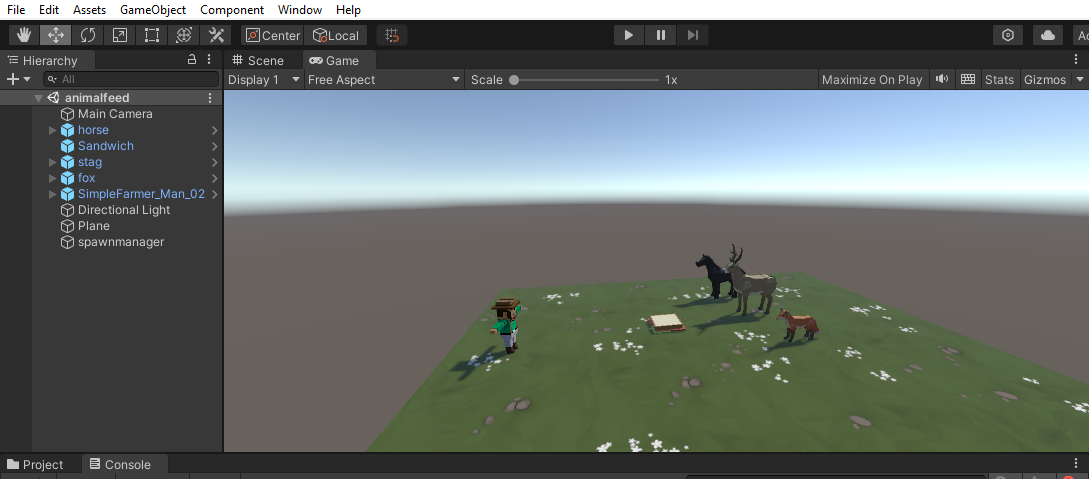 File Edit Assets GameObject Component Window Help
Center Local
Hierarchy
Scene Game
All
Display 1 Free Aspect Scale 1x Maximize On Play Stats Gizmos
animalfeed
Main Camera
horse
Sandwich
stag
fox
SimpleFarmer_Man_02
Directional Light
Plane
spawnmanager
Project Console